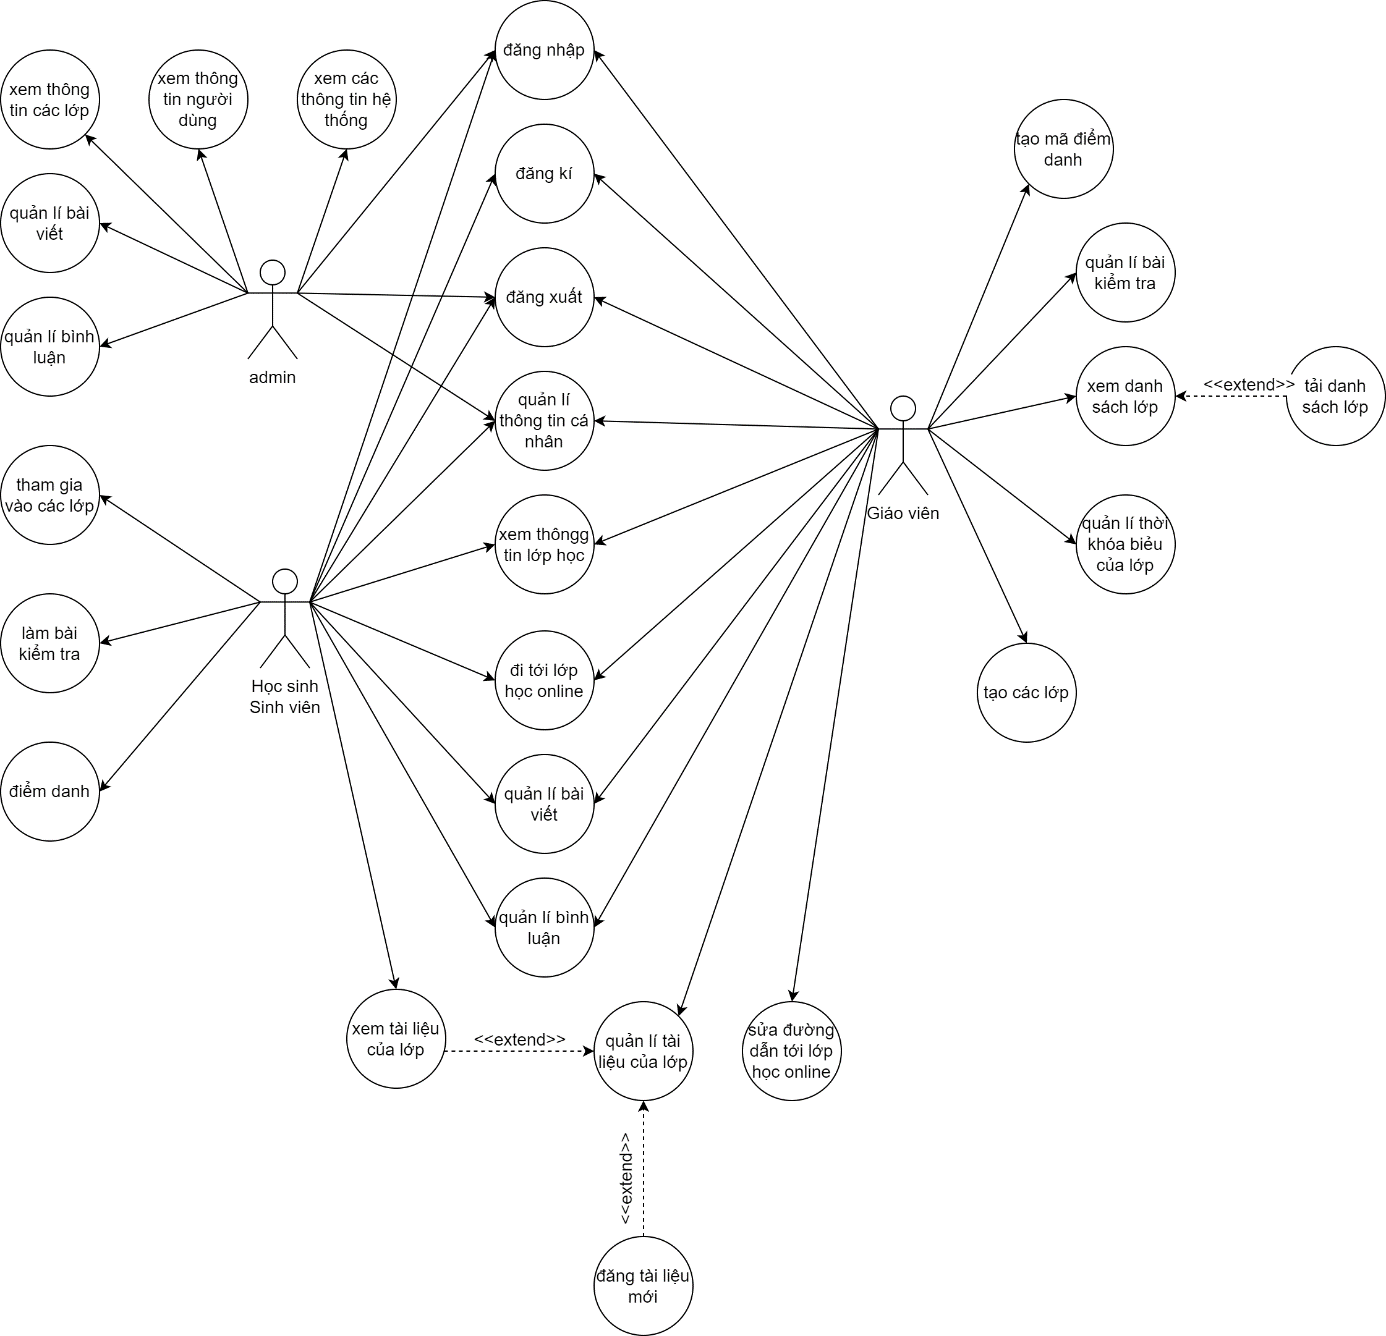 đăng nhập
xem thông
tin các lớp
xem thông
tin người
dùng
xem các
thông tin hệ
thống
tạo mã điểm
danh
đăng kí
quản lí bài
viết
quản lí bài
kiểm tra
đăng xuất
quản lí bình
luận
admin
xem danh
sách lớp
<<extend>>
tải danh
sách lớp
quản lí
thông tin cá
nhân
Giáo viên
tham gia
vào các lớp
xem thôngg
tin lớp học
quản lí thời
khóa biểu
của lớp
làm bài
kiểm tra
Học sinh
Sinh viên
đi tới lớp
học online
tạo các lớp
điểm danh
quản lí bài
viết
quản lí bình
luận
xem tài liệu
của lớp
<<extend>>
quản lí tài
liệu của lớp
sửa đường
dẫn tới lớp
học online
<<extend>>
đăng tài liệu
mới